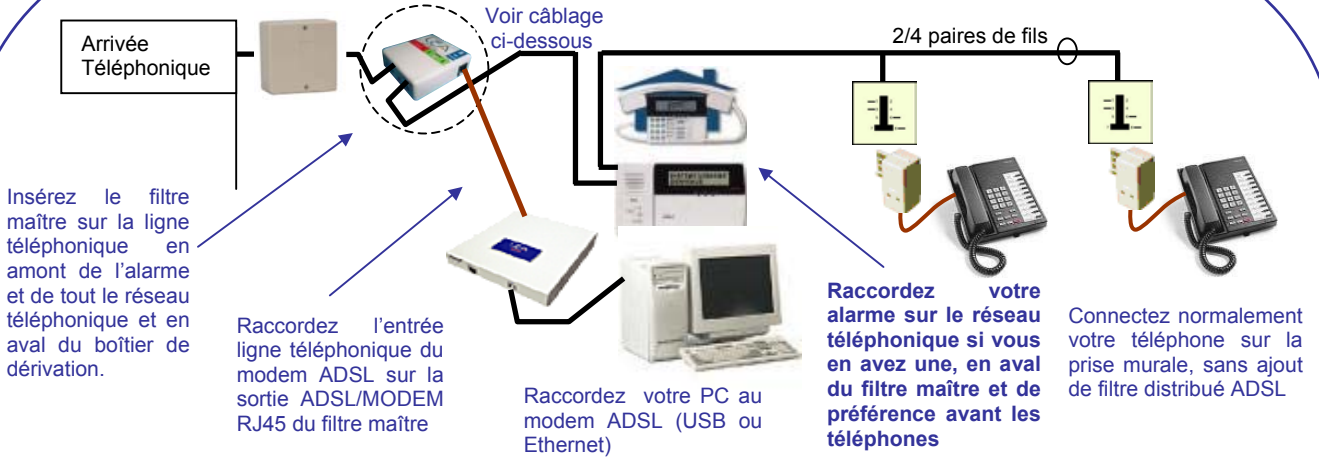 Arrivée
Téléphonique
Voir câblage
ci-dessous
2/4 paires de fils
Insérez le filtre
maître sur la ligne
téléphonique en
amont de l'alarme
et de tout le réseau
téléphonique et en
aval du boîtier de
dérivation.
Raccordez l'entrée
ligne téléphonique du
modem ADSL sur la
sortie ADSL/MODEM
RJ45 du filtre maître
Raccordez votre PC au
modem ADSL (USB ou
Ethernet)
Raccordez votre
alarme sur le réseau
téléphonique si vous
en avez une, en aval
du filtre maître et de
préférence avant les
téléphones
Connectez normalement
votre téléphone sur la
prise murale, sans ajout
de filtre distribué ADSL